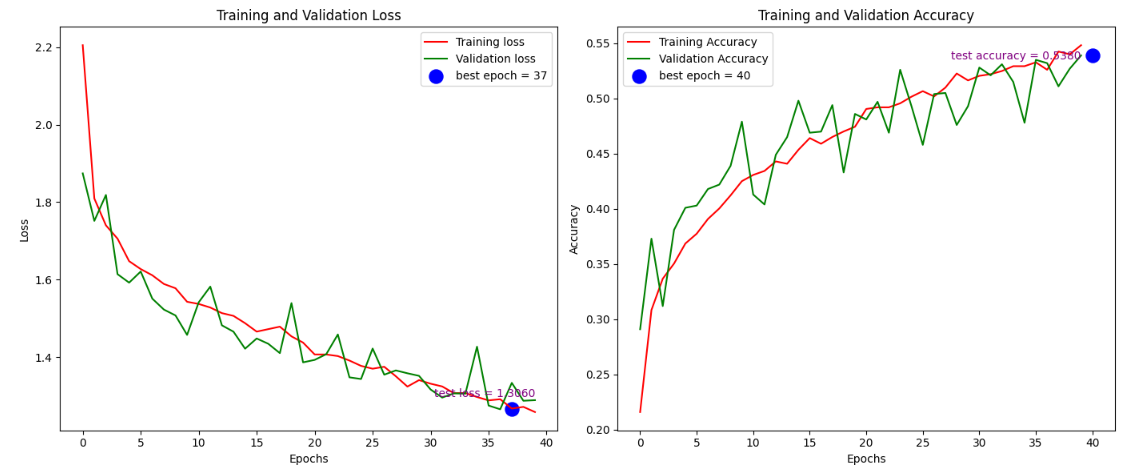 Training and Validation Loss
2.2
2.0
1.8
1.6
1.4
Loss
0
5
10
15
20
25
30
35
40
Epochs
Training loss
Validation loss
best epoch = 37
test loss = 1.3060
Training and Validation Accuracy
0.55
0.50
0.45
0.40
0.35
0.30
0.25
0.20
Accuracy
0
5
10
15
20
25
30
35
40
Epochs
Training Accuracy
Validation Accuracy
best epoch = 40
test accuracy = 0.5380